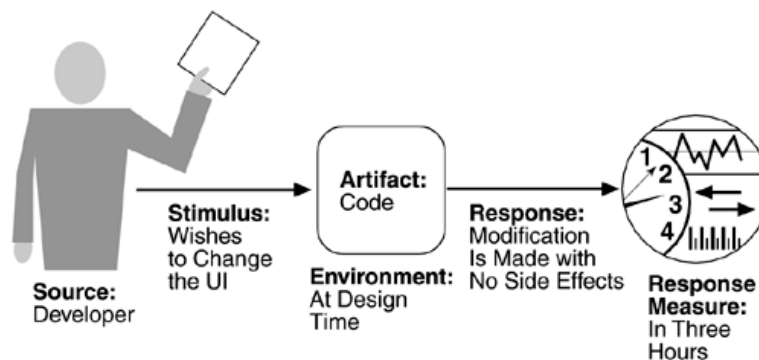 Source:
Developer
Stimulus:
Wishes
to Change
the UI
Artifact:
Code
Environment:
At Design
Time
Response:
Modification
Is Made with
No Side Effects
1
2
3
4
Response
Measure:
In Three
Hours